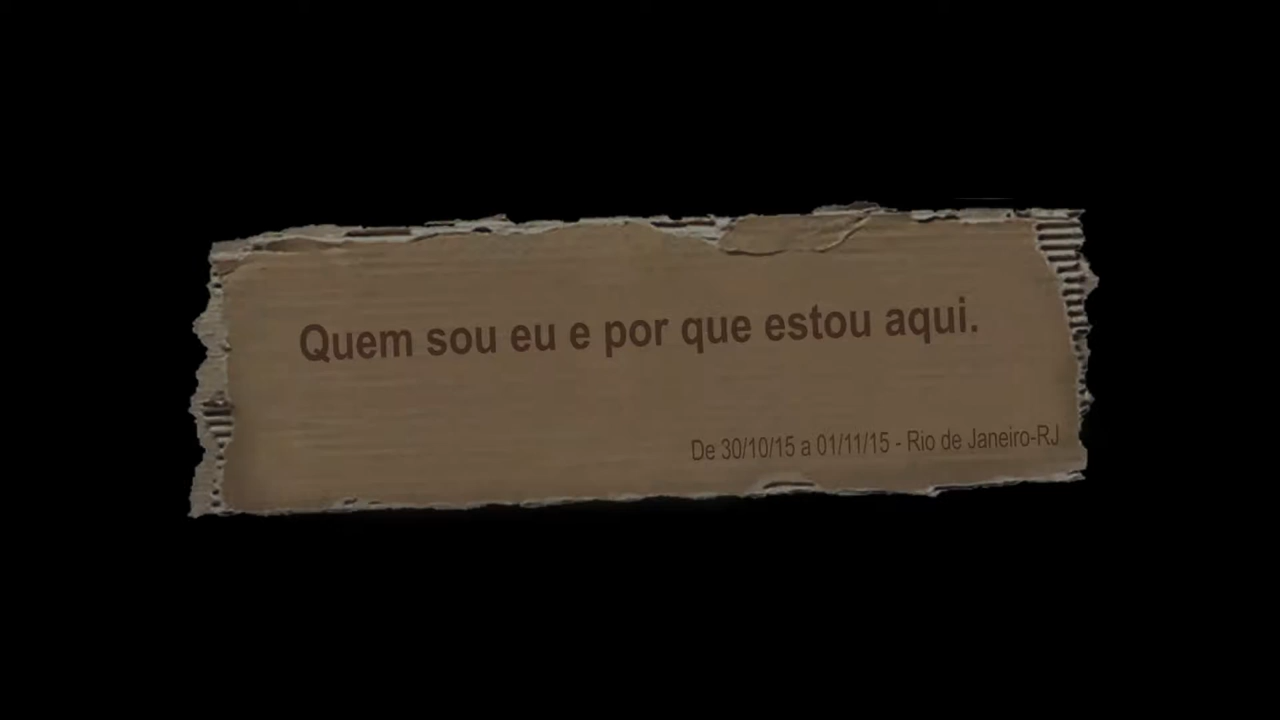 Quem sou eu e por que estou aqui.
De 30/10/15 a 01/11/15 - Rio de Janeiro-RJ